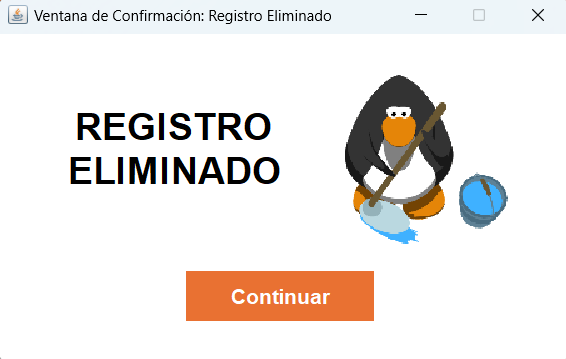 Ventana de Confirmación: Registro Eliminado
REGISTRO
ELIMINADO
Continuar